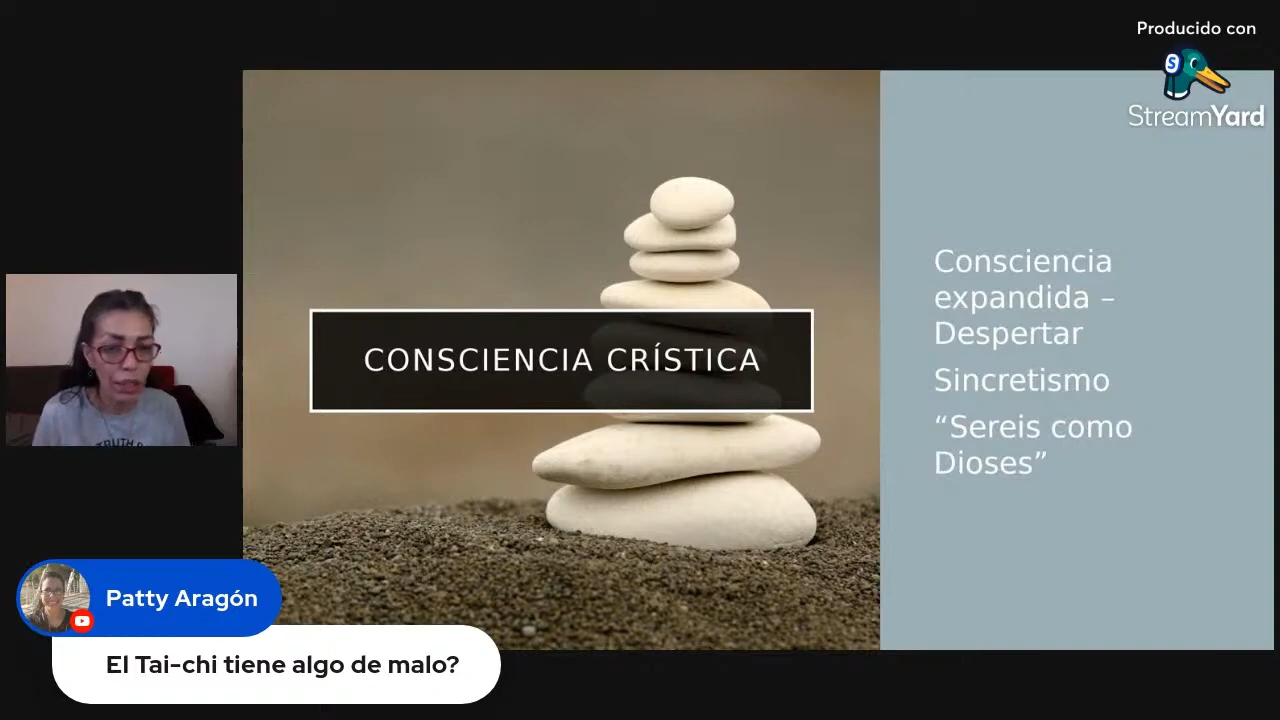 Producido con
StreamYard
CONSCIENCIA CRÍSTICA
Consciencia
expandida –
Despertar
Sincretismo
“Sereis como
Dioses”
TRUTH
Patty Aragón
El Tai-chi tiene algo de malo?